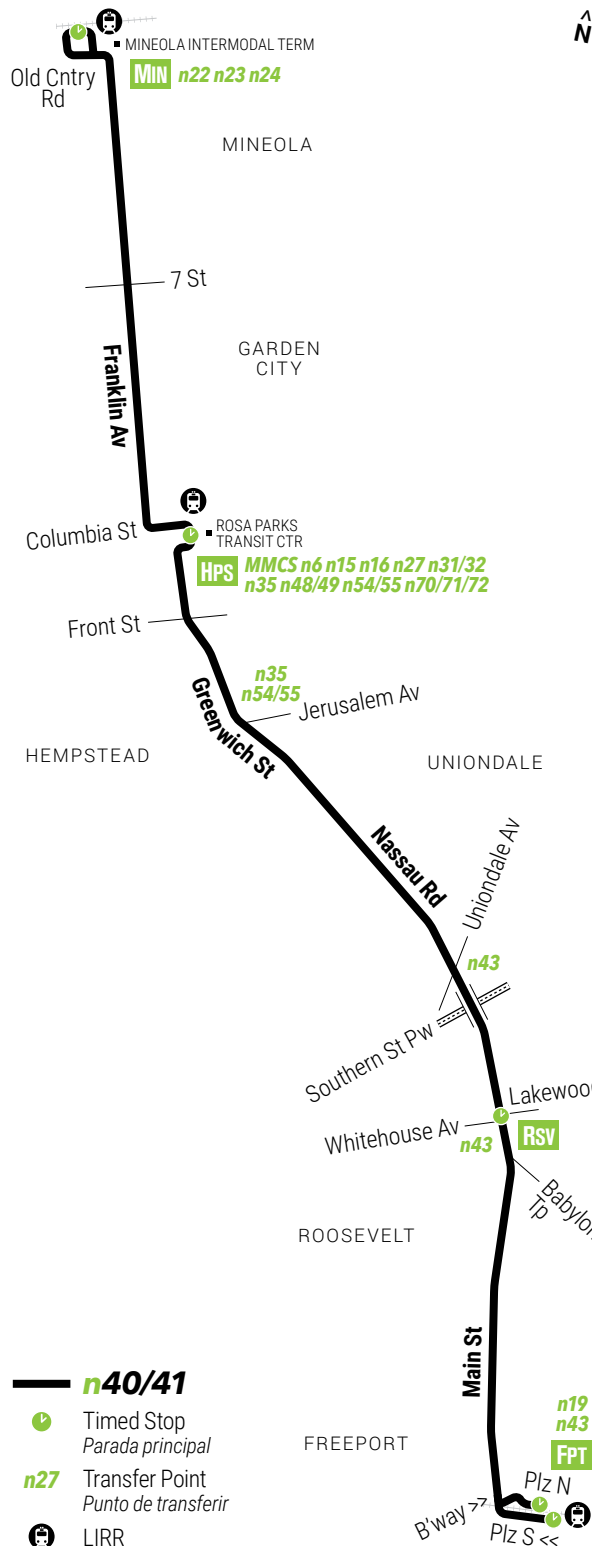 ^
N
MINEOLA INTERMODAL TERM
Old Cntry
Rd
MIN n22 n23 n24
MINEOLA
7 St
GARDEN
CITY
Franklin Av
Columbia St
ROSA PARKS
TRANSIT CTR
HPS MMCS n6 n15 n16 n27 n31/32
n35 n48/49 n54/55 n70/71/72
Front St
n35
n54/55
Jerusalem Av
Greenwich St
HEMPSTEAD
UNIONDALE
Nassau Rd
Uniondale Av
n43
Southern St Pw
Whitehouse Av
n43
RSV
Tp
ROOSEVELT
Main St
n40/41
Timed Stop
Parada principal
n27 Transfer Point
Punto de transferir
LIRR
FREEPORT
n19
n43
FPT
Plz N
B'way >>
Plz S <<